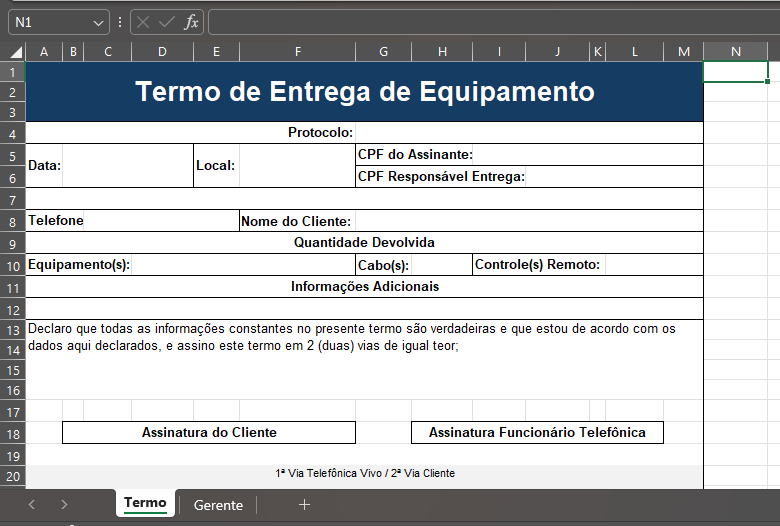 N1
fx
A B C D E F G H I J K L M N
1
2 Termo de Entrega de Equipamento
3
4 Protocolo:
5 Data: Local: CPF do Assinante:
6 CPF Responsável Entrega:
7
8 Telefone Nome do Cliente:
9 Quantidade Devolvida
10 Equipamento(s): Cabo(s): Controle(s) Remoto:
11 Informações Adicionais
12
13 Declaro que todas as informações constantes no presente termo são verdadeiras e que estou de acordo com os
14 dados aqui declarados, e assino este termo em 2 (duas) vias de igual teor;
15
16
17
18 Assinatura do Cliente Assinatura Funcionário Telefônica
19
20 1ª Via Telefônica Vivo / 2ª Via Cliente
Termo Gerente